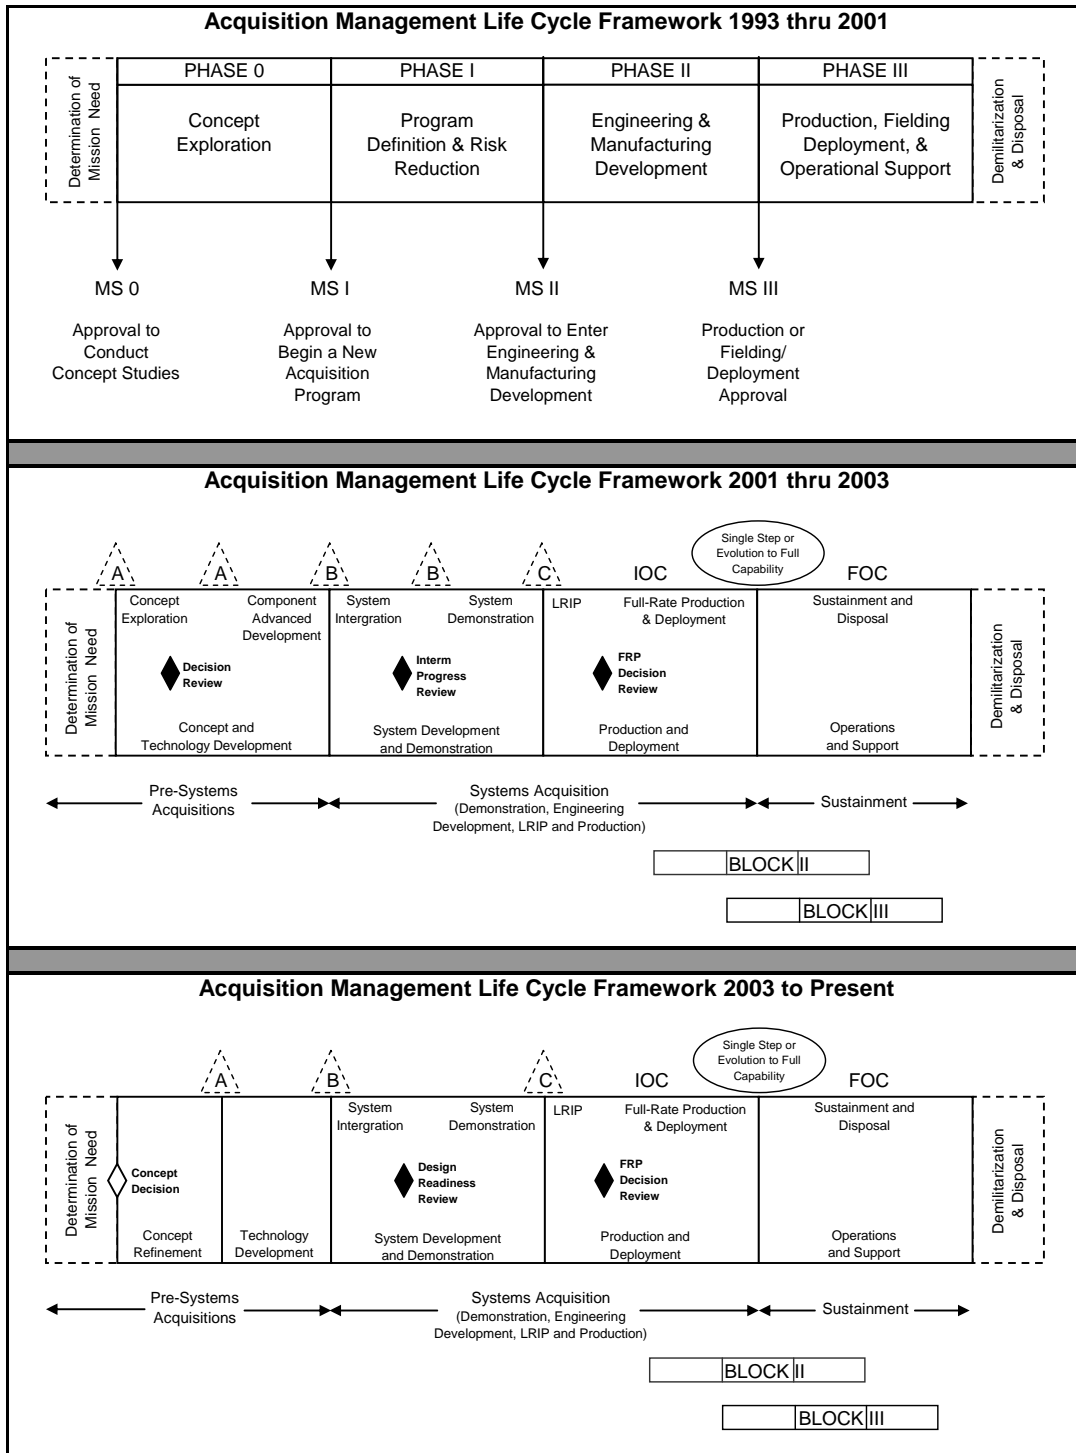 Acquisition Management Life Cycle Framework 1993 thru 2001
Determination of
Mission Need
PHASE 0
PHASE I
PHASE II
PHASE III
Concept
Exploration
Program
Definition & Risk
Reduction
Engineering &
Manufacturing
Development
Production, Fielding
Deployment, &
Operational Support
Demilitarization
& Disposal
MS 0
MS I
MS II
MS III
Approval to
Conduct
Concept Studies
Approval to
Begin a New
Acquisition
Program
Approval to Enter
Engineering &
Manufacturing
Development
Production or
Fielding/
Deployment
Approval
Acquisition Management Life Cycle Framework 2001 thru 2003
A
A
B
B
C
IOC
Single Step or
Evolution to Full
Capability
FOC
Determination of
Mission Need
Concept
Exploration
Component
Advanced
Development
System
Intergration
System
Demonstration
LRIP
Full-Rate Production
& Deployment
Sustainment and
Disposal
Decision
Review
Interm
Progress
Review
FRP
Decision
Review
Concept and
Technology Development
System Development
and Demonstration
Production and
Deployment
Operations
and Support
Demilitarization
& Disposal
Pre-Systems
Acquisitions
Systems Acquisition
(Demonstration, Engineering
Development, LRIP and Production)
Sustainment
BLOCK II
BLOCK III
Acquisition Management Life Cycle Framework 2003 to Present
A
B
C
IOC
Single Step or
Evolution to Full
Capability
FOC
Determination of
Mission Need
System
Intergration
System
Demonstration
LRIP
Full-Rate Production
& Deployment
Sustainment and
Disposal
Concept
Decision
Design
Readiness
Review
FRP
Decision
Review
Concept
Refinement
Technology
Development
System Development
and Demonstration
Production and
Deployment
Operations
and Support
Demilitarization
& Disposal
Pre-Systems
Acquisitions
Systems Acquisition
(Demonstration, Engineering
Development, LRIP and Production)
Sustainment
BLOCK II
BLOCK III